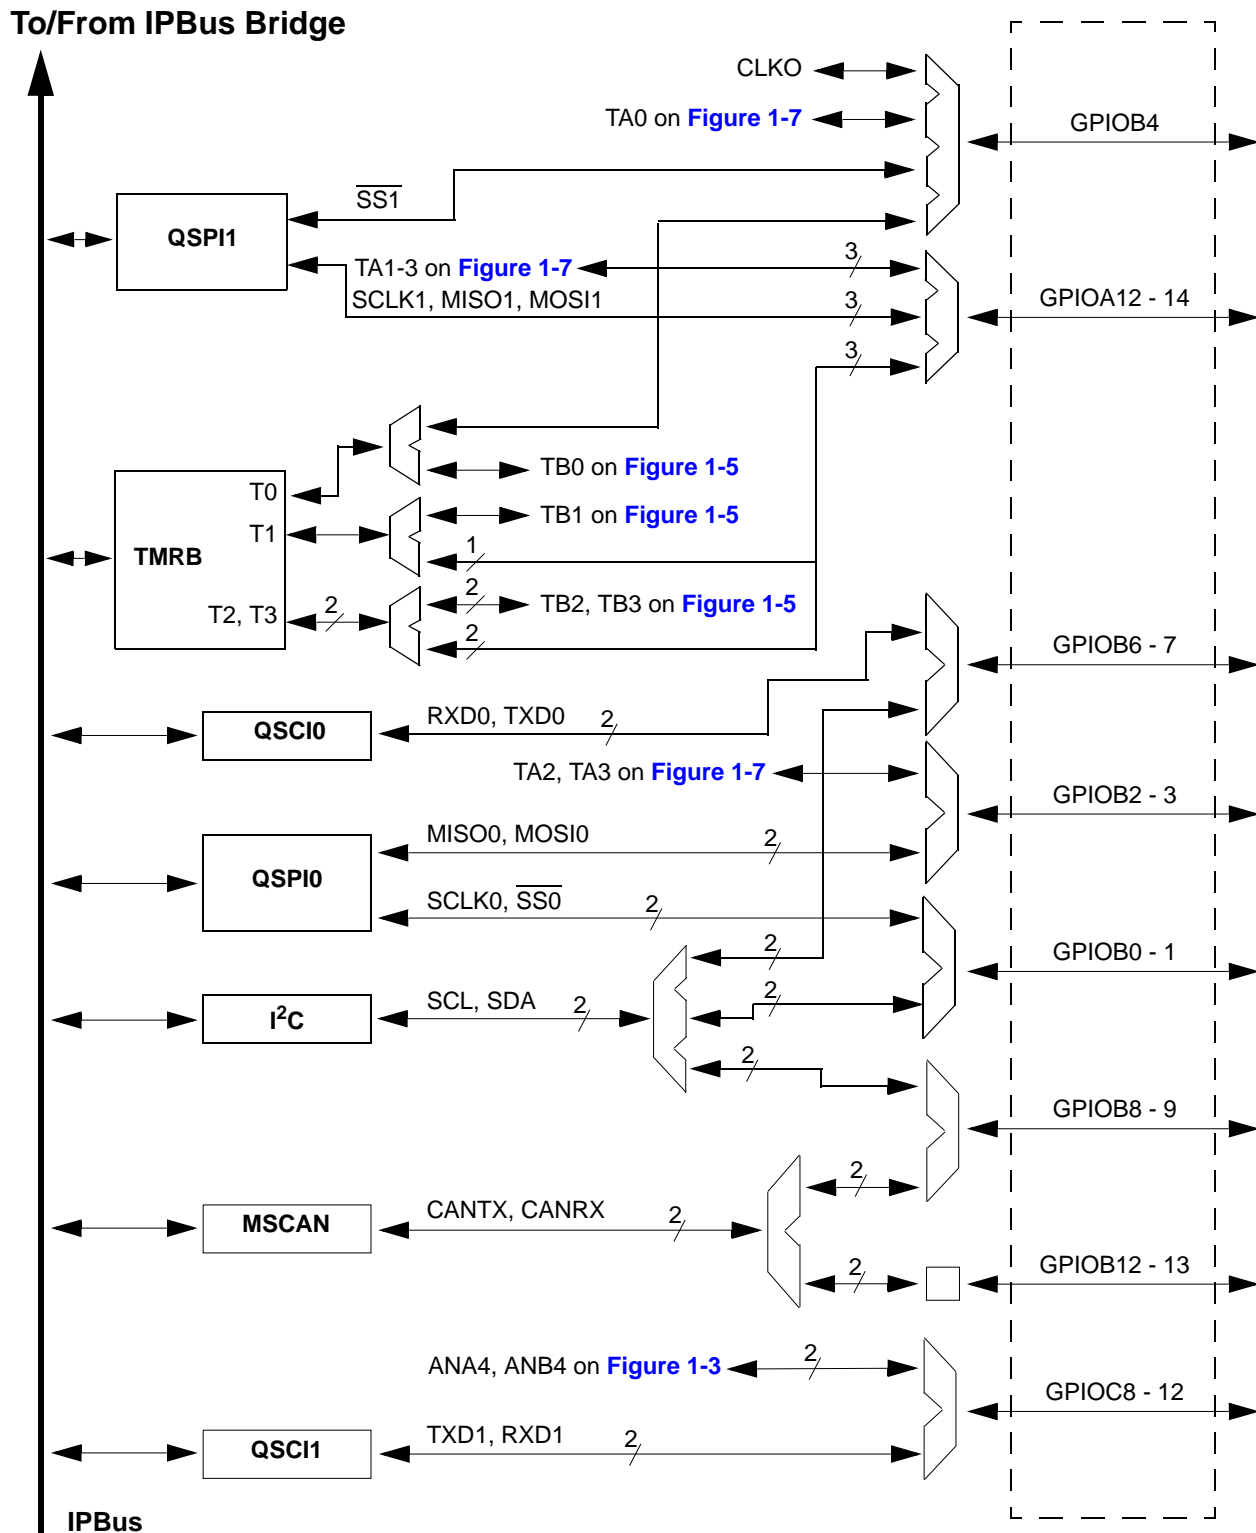 To/From IPBus Bridge
CLKO
TA0 on Figure 1-7
GPIOB4
SS1
QSPI1
TA1-3 on Figure 1-7
3
SCLK1, MISO1, MOSI1
3
GPIOA12 - 14
3
TB0 on Figure 1-5
T0
TB1 on Figure 1-5
T1
TMRB
1
T2, T3
2
2
TB2, TB3 on Figure 1-5
2
GPIOB6 - 7
QSCI0
RXD0, TXD0
2
TA2, TA3 on Figure 1-7
GPIOB2 - 3
MISO0, MOSI0
2
QSPI0
SCLK0, SS0
2
2
GPIOB0 - 1
I²C
SCL, SDA
2
2
2
GPIOB8 - 9
2
MSCAN
CANTX, CANRX
2
2
GPIOB12 - 13
ANA4, ANB4 on Figure 1-3
2
GPIOC8 - 12
QSCI1
TXD1, RXD1
2
IPBus